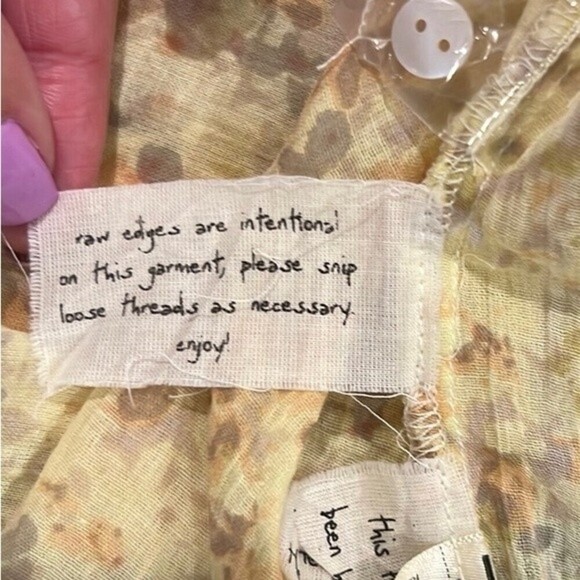 raw edges are intentional
on this garment, please snip
loose threads as necessary.
enjoy!
this
been